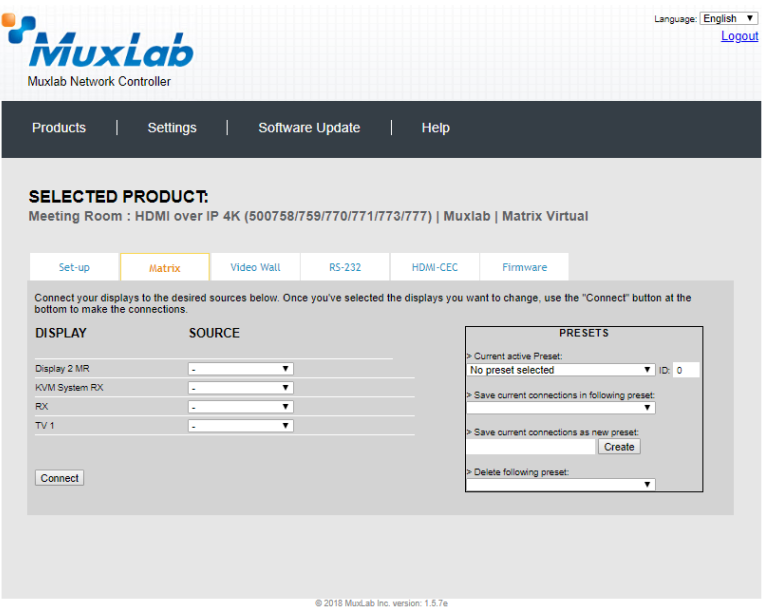 Language: English
Logout
MuxLab
Muxlab Network Controller
Products | Settings | Software Update | Help
SELECTED PRODUCT:
Meeting Room : HDMI over IP 4K (500758/759/770/771/773/777) | Muxlab | Matrix Virtual
Set-up Matrix Video Wall RS-232 HDMI-CEC Firmware
Connect your displays to the desired sources below. Once you've selected the displays you want to change, use the "Connect" button at the
bottom to make the connections.
DISPLAY SOURCE
Display 2 MR -
KVM System RX -
RX -
TV 1 -
Connect
PRESETS
> Current active Preset:
No preset selected ID: 0
> Save current connections in following preset:
> Save current connections as new preset:
Create
> Delete following preset:
© 2018 MuxLab Inc. version: 1.5.7e